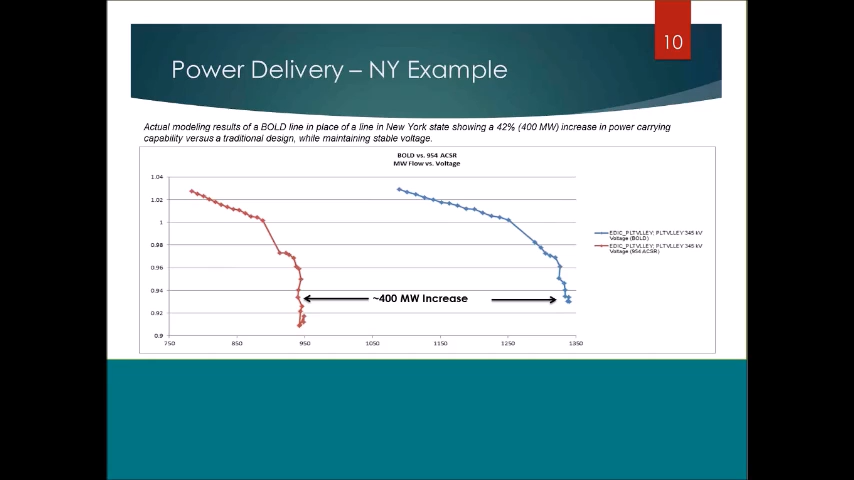 10
Power Delivery – NY Example
Actual modeling results of a BOLD line in place of a line in New York state showing a 42% (400 MW) increase in power carrying
capability versus a traditional design, while maintaining stable voltage.
BOLD vs. 954 ACSR
MW Flow vs. Voltage
1.04
1.02
1
0.98
0.96
0.94
0.92
0.9
750
850
950
1050
1150
1250
1350
~400 MW Increase
EDIC_PLTVLLEY: PLTVLLEY 345 kV
Voltage (BOLD)
EDIC_PLTVLLEY: PLTVLLEY 345 kV
Voltage (954 ACSR)